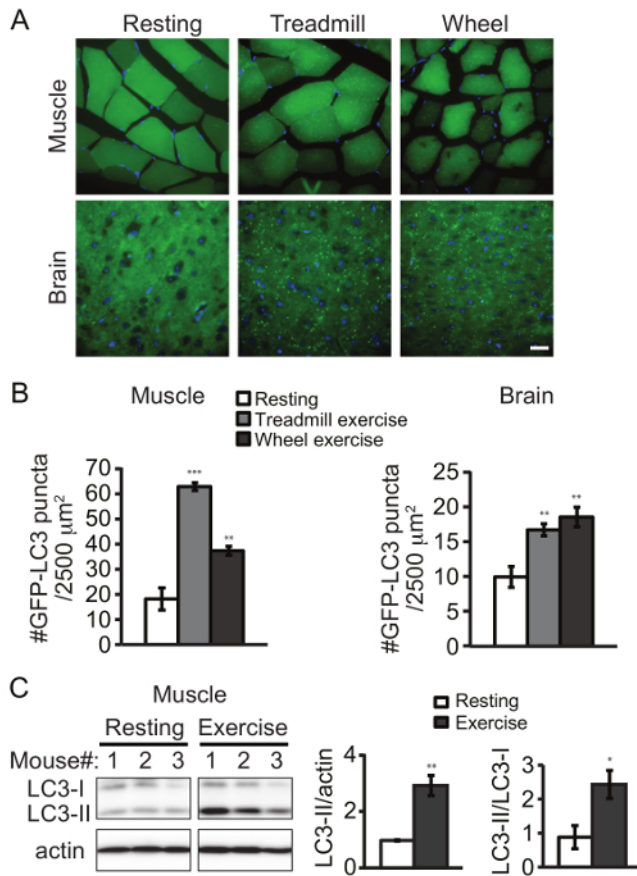 A
Resting Treadmill Wheel
Muscle
Brain
B
Muscle
Brain
Resting
Treadmill exercise
Wheel exercise
#GFP-LC3 puncta
/2500 µm²
70
60
50
40
30
20
10
0
***
**
#GFP-LC3 puncta
/2500 µm²
25
20
15
10
5
0
** **
C
Muscle
Resting Exercise
Mouse#: 1 2 3 1 2 3
LC3-I
LC3-II
actin
Resting
Exercise
LC3-II/actin
4
2
0
**
LC3-II/LC3-I
3
2
1
0
*